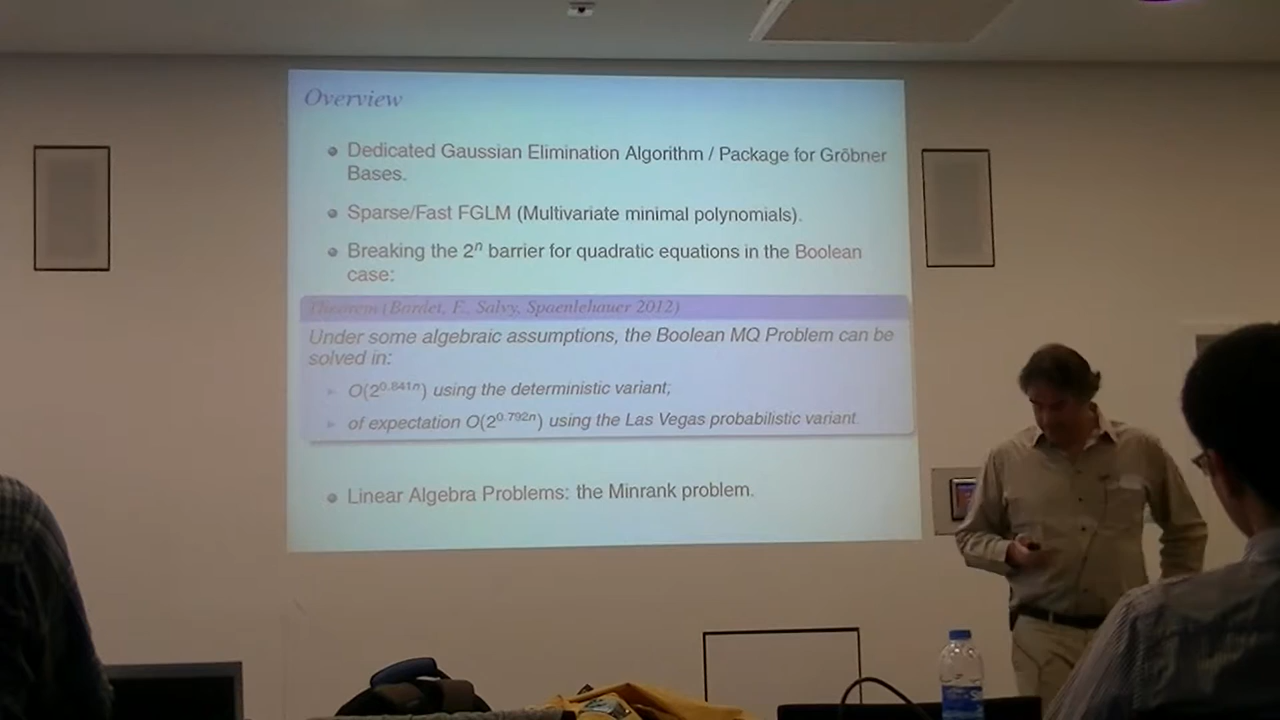 Overview
Dedicated Gaussian Elimination Algorithm / Package for Gröbner
Bases.
Sparse/Fast FGLM (Multivariate minimal polynomials).
Breaking the 2ⁿ barrier for quadratic equations in the Boolean
case:
Theorem (Bardet, F., Salvy, Spaenlehauer 2012)
Under some algebraic assumptions, the Boolean MQ Problem can be
solved in:
O(2^0.841n) using the deterministic variant;
of expectation O(2^0.792n) using the Las Vegas probabilistic variant.
Linear Algebra Problems: the Minrank problem.